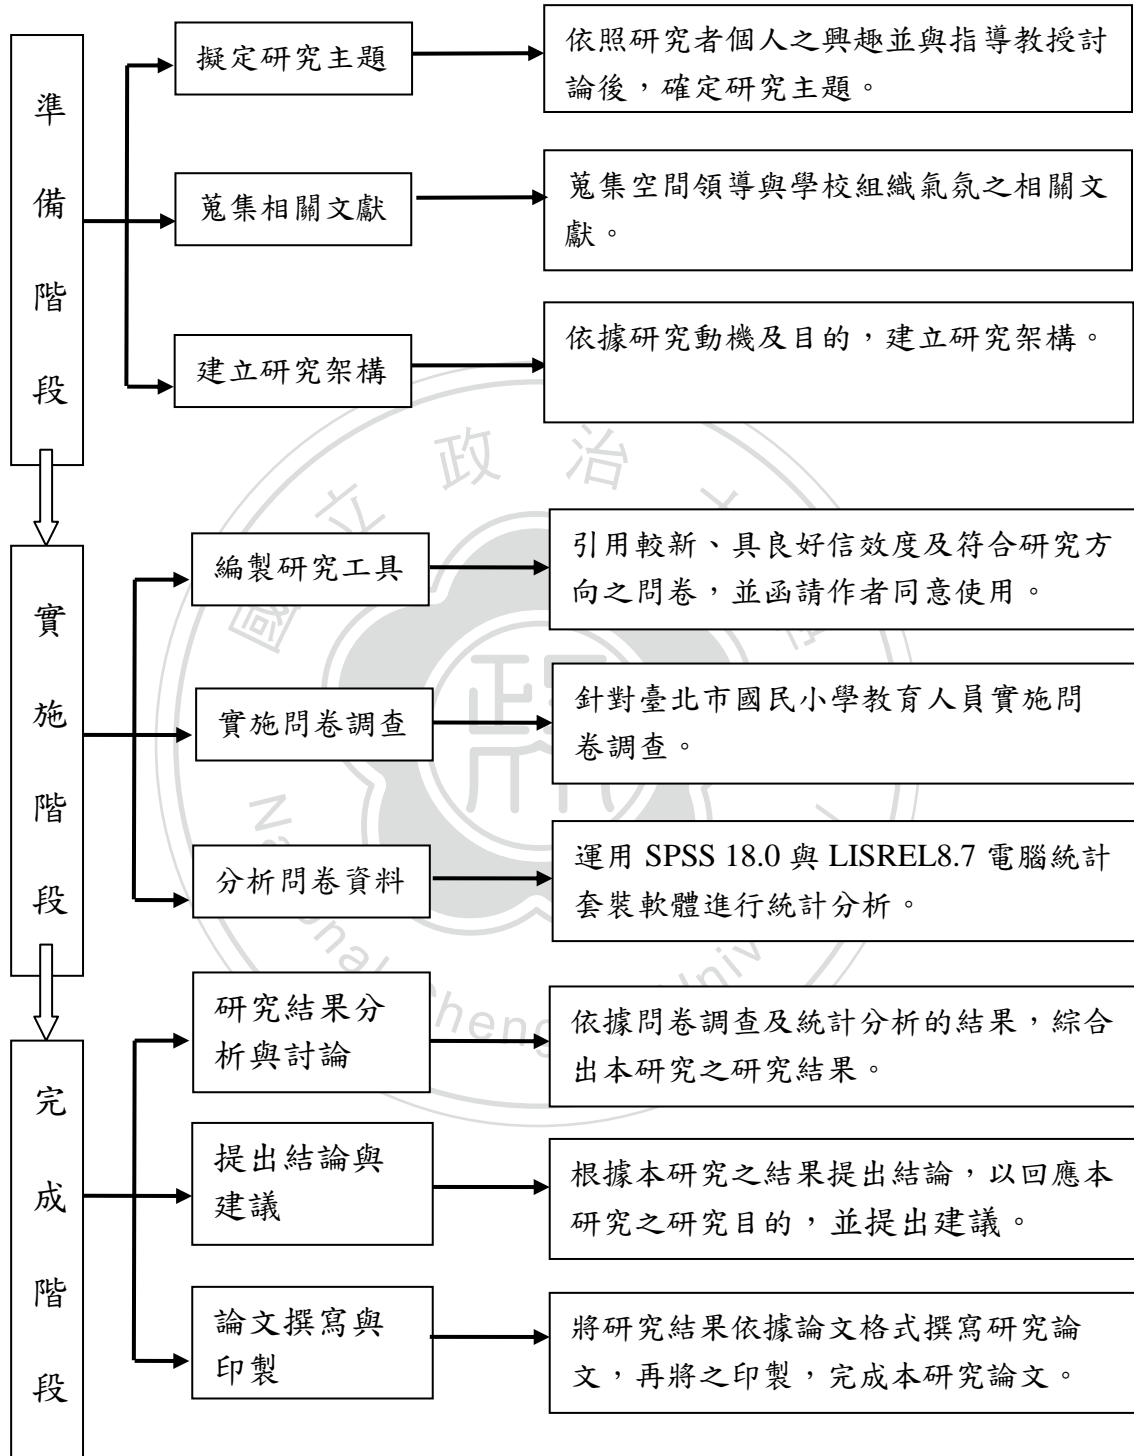 準備階段
擬定研究主題
依照研究者個人之興趣並與指導教授討
論後，確定研究主題。
蒐集相關文獻
蒐集空間領導與學校組織氣氛之相關文
獻。
建立研究架構
依據研究動機及目的，建立研究架構。
實施階段
編製研究工具
引用較新、具良好信效度及符合研究方
向之問卷，並函請作者同意使用。
實施問卷調查
針對臺北市國民小學教育人員實施問
卷調查。
分析問卷資料
運用 SPSS 18.0 與 LISREL8.7 電腦統計
套裝軟體進行統計分析。
完成階段
研究結果分
析與討論
依據問卷調查及統計分析的結果，綜合
出本研究之研究結果。
提出結論與
建議
根據本研究之結果提出結論，以回應本
研究之研究目的，並提出建議。
論文撰寫與
印製
將研究結果依據論文格式撰寫研究論
文，再將之印製，完成本研究論文。
國立政治